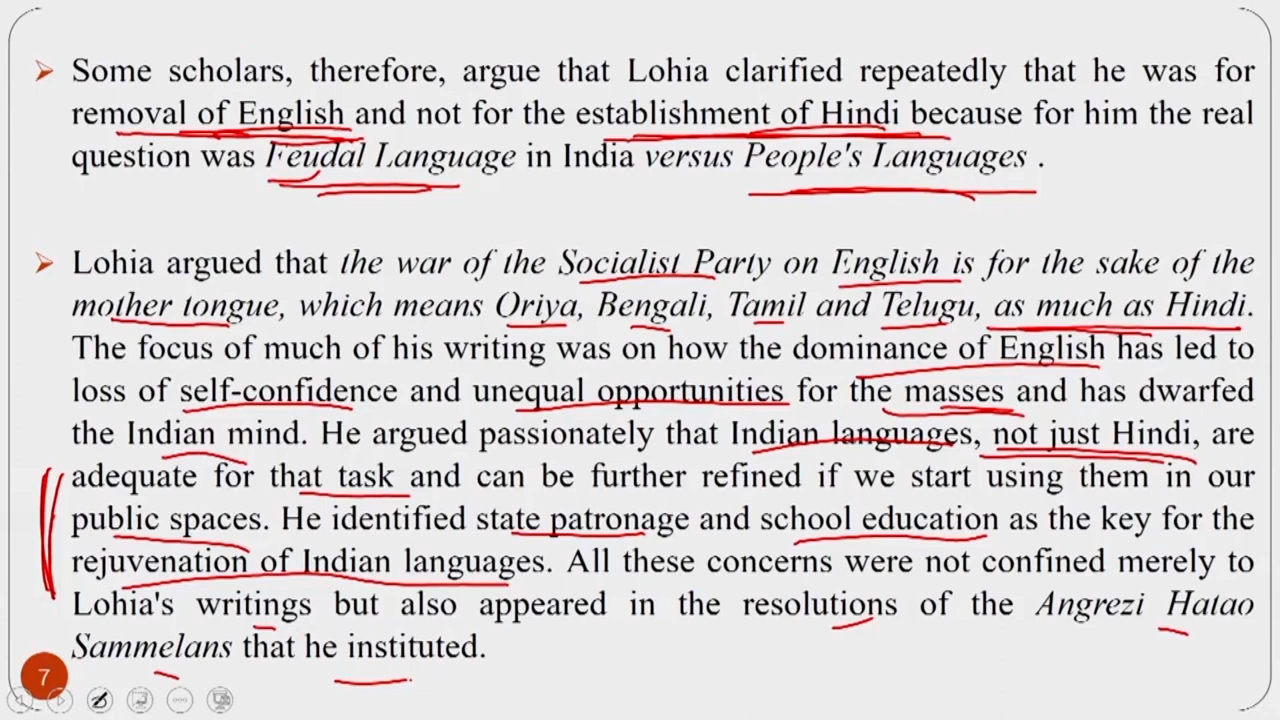 Some scholars, therefore, argue that Lohia clarified repeatedly that he was for
removal of English and not for the establishment of Hindi because for him the real
question was Feudal Language in India versus People's Languages .
Lohia argued that the war of the Socialist Party on English is for the sake of the
mother tongue, which means Oriya, Bengali, Tamil and Telugu, as much as Hindi.
The focus of much of his writing was on how the dominance of English has led to
loss of self-confidence and unequal opportunities for the masses and has dwarfed
the Indian mind. He argued passionately that Indian languages, not just Hindi, are
adequate for that task and can be further refined if we start using them in our
public spaces. He identified state patronage and school education as the key for the
rejuvenation of Indian languages. All these concerns were not confined merely to
Lohia's writings but also appeared in the resolutions of the Angrezi Hatao
Sammelans that he instituted.
7